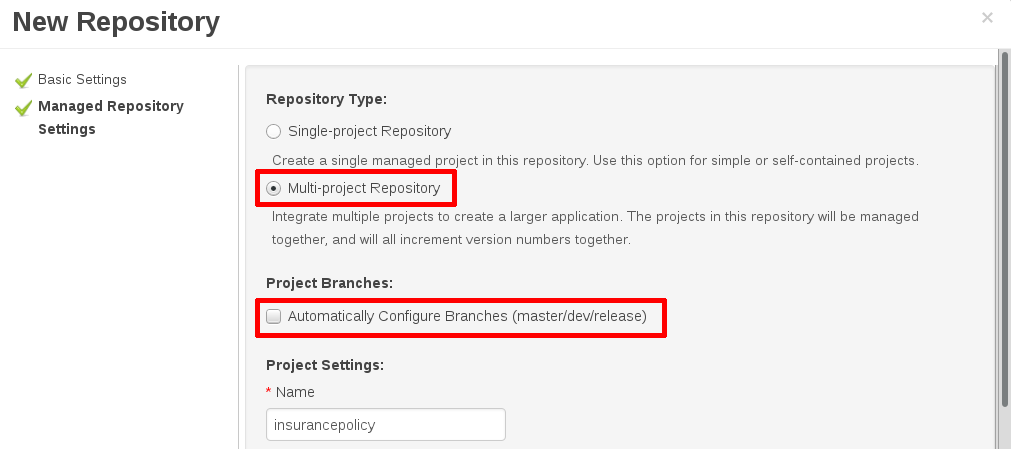 New Repository
×
Basic Settings
Managed Repository
Settings
Repository Type:
Single-project Repository
Create a single managed project in this repository. Use this option for simple or self-contained projects.
Multi-project Repository
Integrate multiple projects to create a larger application. The projects in this repository will be managed
together, and will all increment version numbers together.
Project Branches:
Automatically Configure Branches (master/dev/release)
Project Settings:
* Name
insurancepolicy